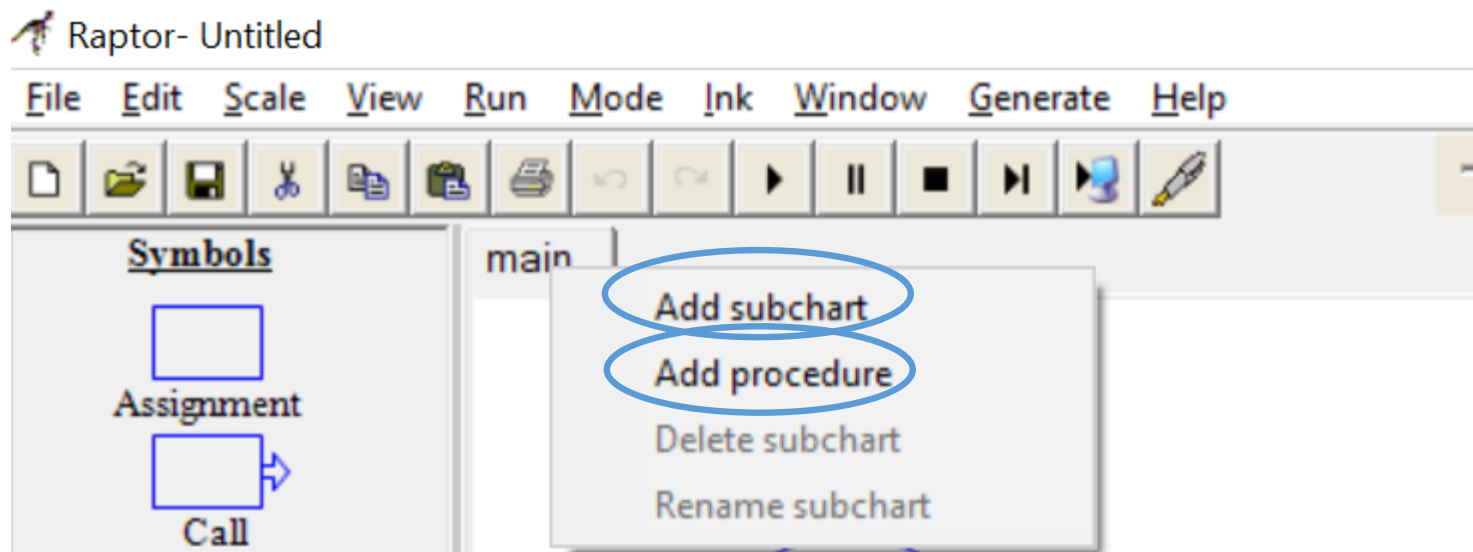 Raptor- Untitled
File Edit Scale View Run Mode Ink Window Generate Help
Symbols
main
Add subchart
Add procedure
Assignment
Delete subchart
Rename subchart
Call